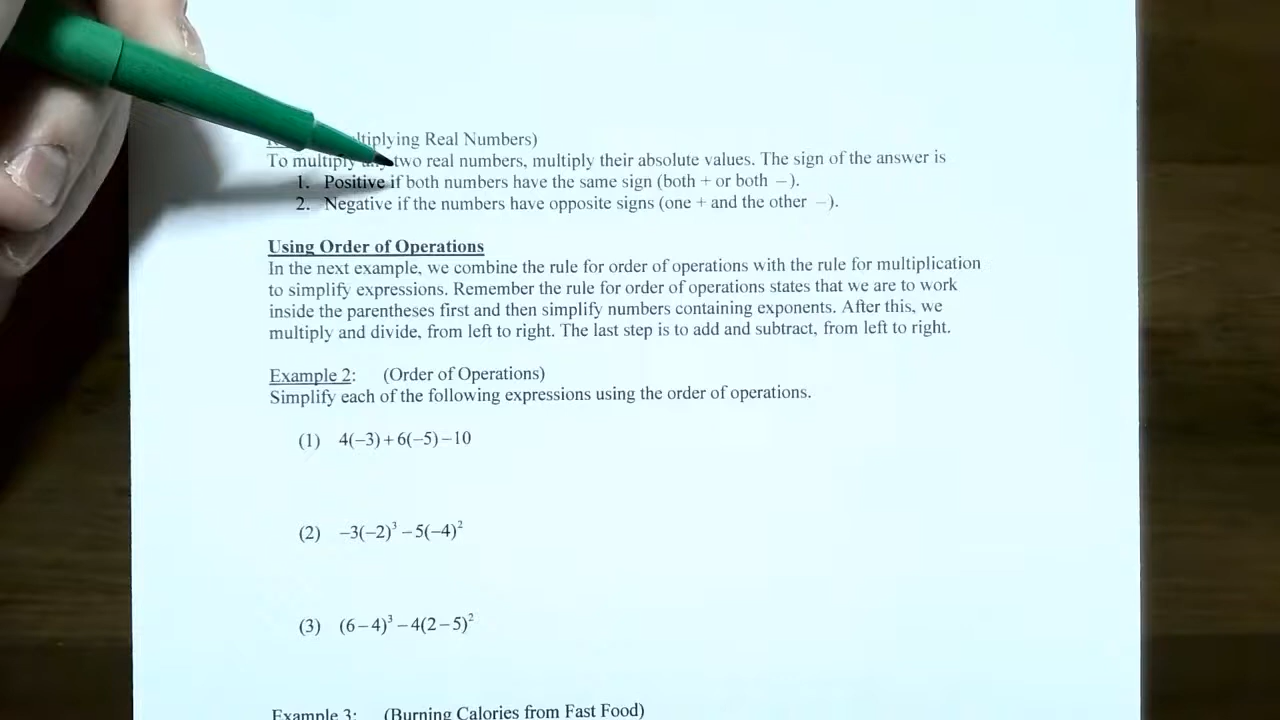 ltiplying Real Numbers)
To multiply two real numbers, multiply their absolute values. The sign of the answer is
1. Positive if both numbers have the same sign (both + or both −).
2. Negative if the numbers have opposite signs (one + and the other −).
Using Order of Operations
In the next example, we combine the rule for order of operations with the rule for multiplication
to simplify expressions. Remember the rule for order of operations states that we are to work
inside the parentheses first and then simplify numbers containing exponents. After this, we
multiply and divide, from left to right. The last step is to add and subtract, from left to right.
Example 2: (Order of Operations)
Simplify each of the following expressions using the order of operations.
(1) 4(−3)+6(−5)−10
(2) −3(−2)³−5(−4)²
(3) (6−4)³−4(2−5)²
Example 3: (Burning Calories from Fast Food)